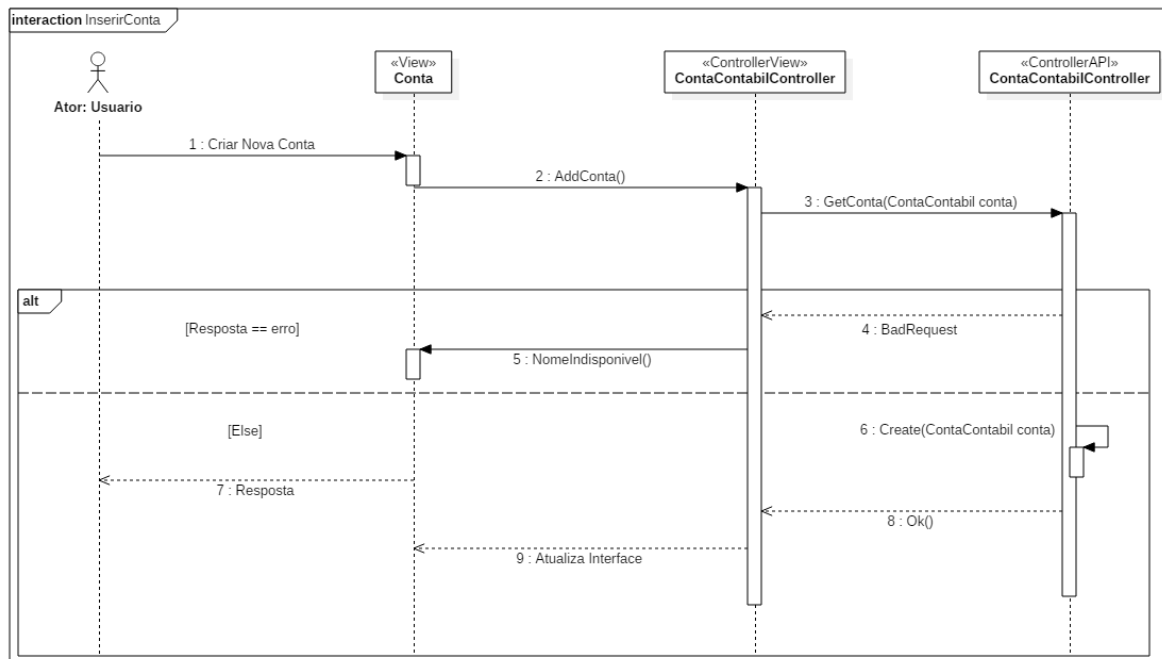 interaction InserirConta
Ator: Usuario
«View»
Conta
«ControllerView»
ContaContabilController
«ControllerAPI»
ContaContabilController
1 : Criar Nova Conta
2 : AddConta()
3 : GetConta(ContaContabil conta)
alt
[Resposta == erro]
4 : BadRequest
5 : NomeIndisponivel()
[Else]
6 : Create(ContaContabil conta)
7 : Resposta
8 : Ok()
9 : Atualiza Interface